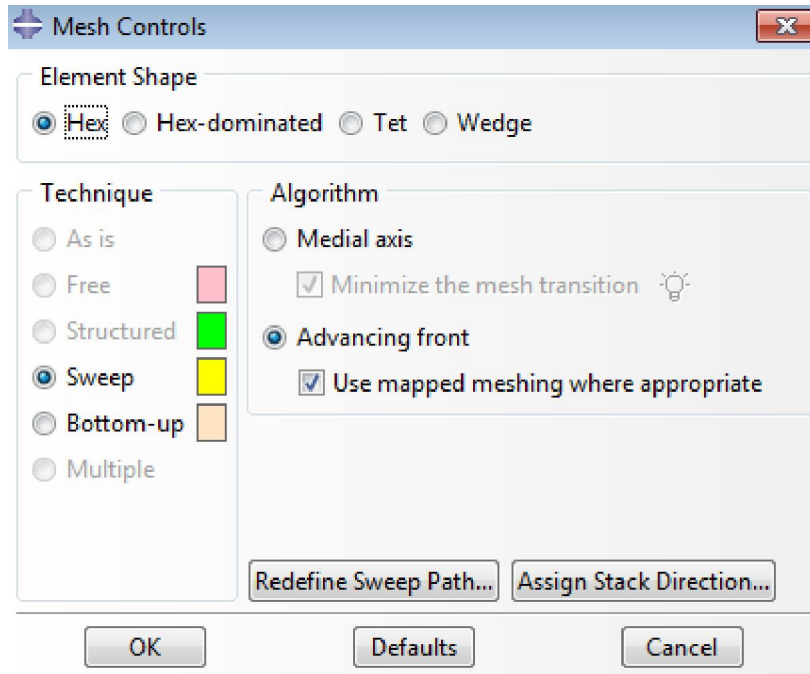 Mesh Controls
Element Shape
Hex Hex-dominated Tet Wedge
Technique
As is
Free
Structured
Sweep
Bottom-up
Multiple
Algorithm
Medial axis
Minimize the mesh transition
Advancing front
Use mapped meshing where appropriate
Redefine Sweep Path... Assign Stack Direction...
OK Defaults Cancel